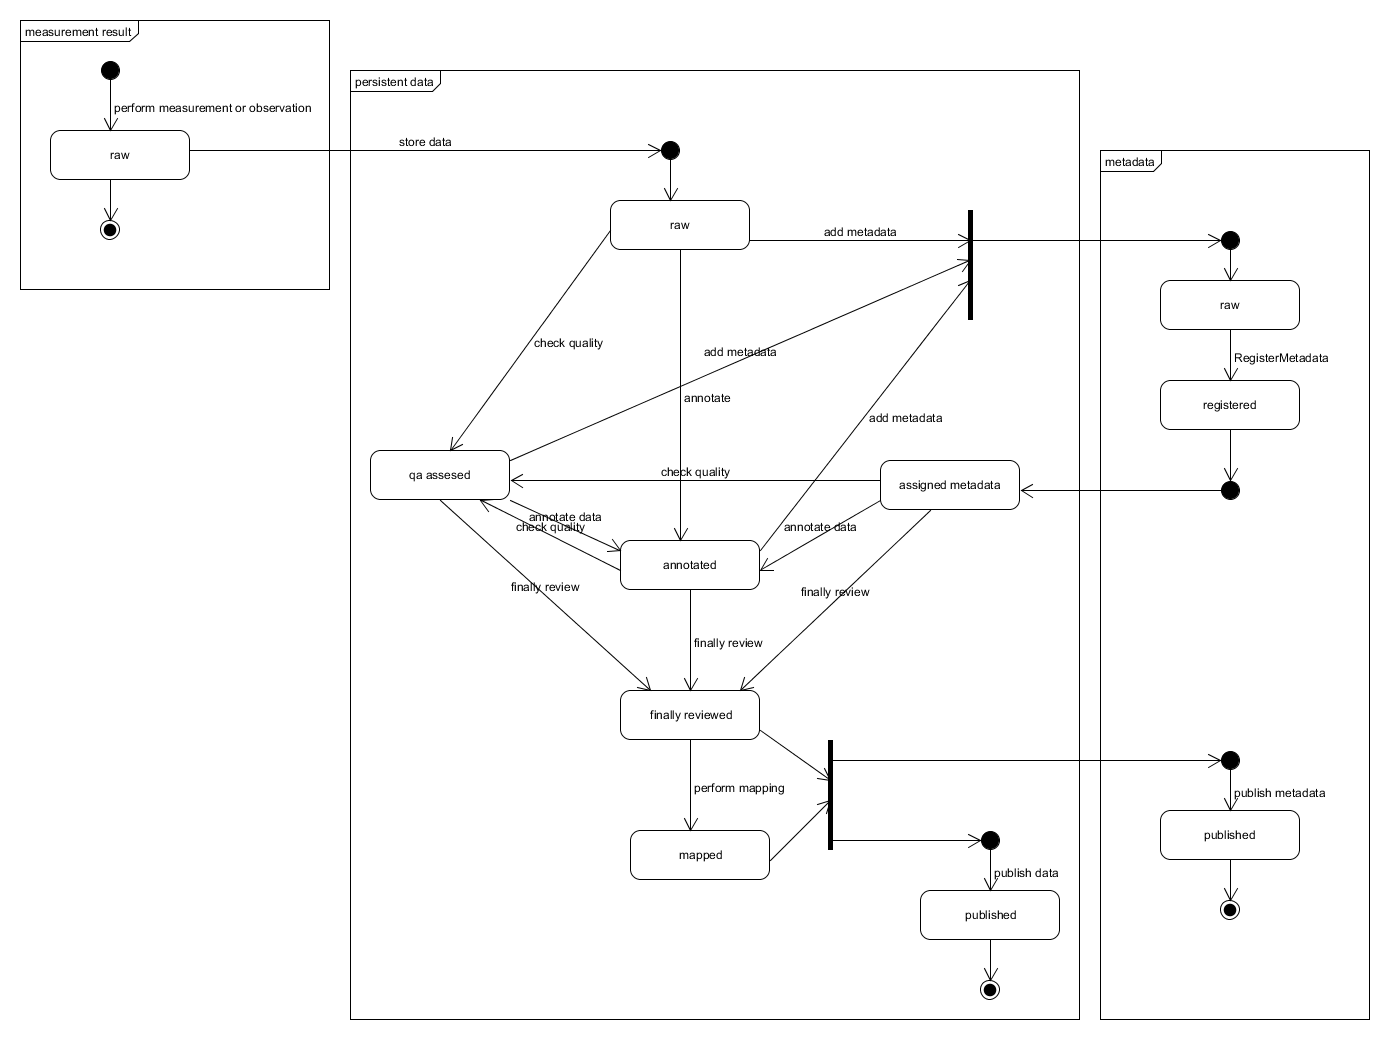 measurement result
perform measurement or observation
raw
persistent data
store data
raw
add metadata
metadata
raw
RegisterMetadata
registered
check quality
add metadata
annotate
add metadata
qa assesed
check quality
assigned metadata
annotate data
check quality
annotate data
annotated
finally review
finally review
finally review
finally reviewed
perform mapping
mapped
publish metadata
published
publish data
published